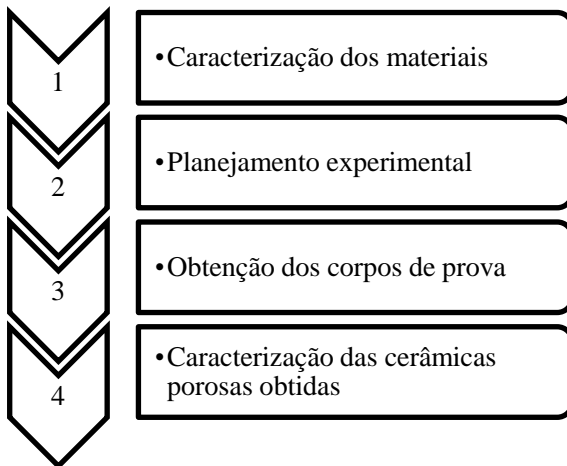 1
•Caracterização dos materiais
2
•Planejamento experimental
3
•Obtenção dos corpos de prova
4
•Caracterização das cerâmicas
porosas obtidas